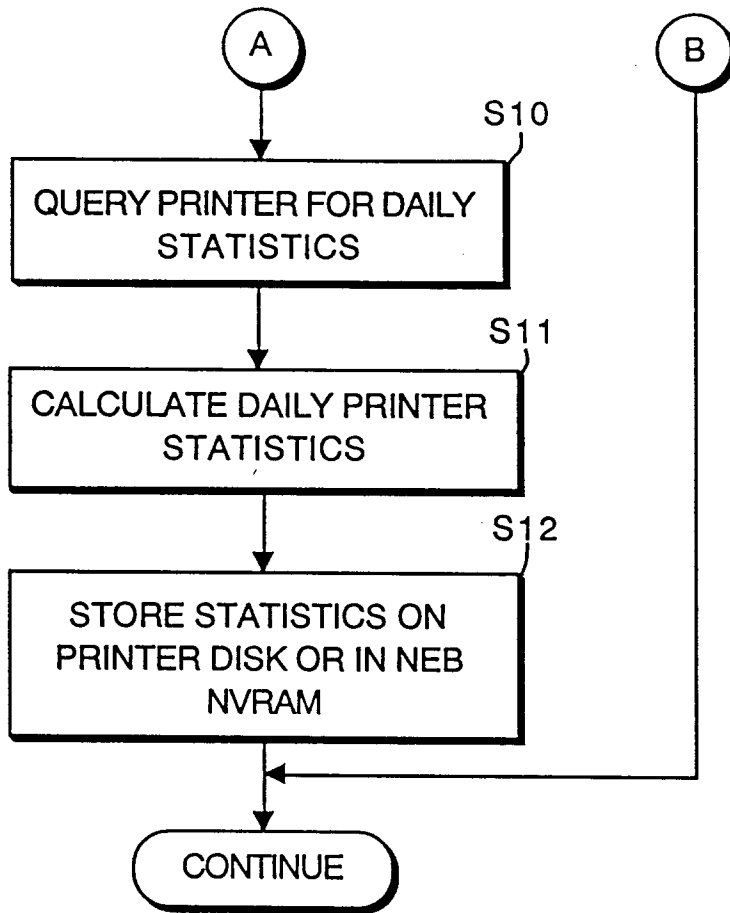 A
B
S10
QUERY PRINTER FOR DAILY
STATISTICS
S11
CALCULATE DAILY PRINTER
STATISTICS
S12
STORE STATISTICS ON
PRINTER DISK OR IN NEB
NVRAM
CONTINUE